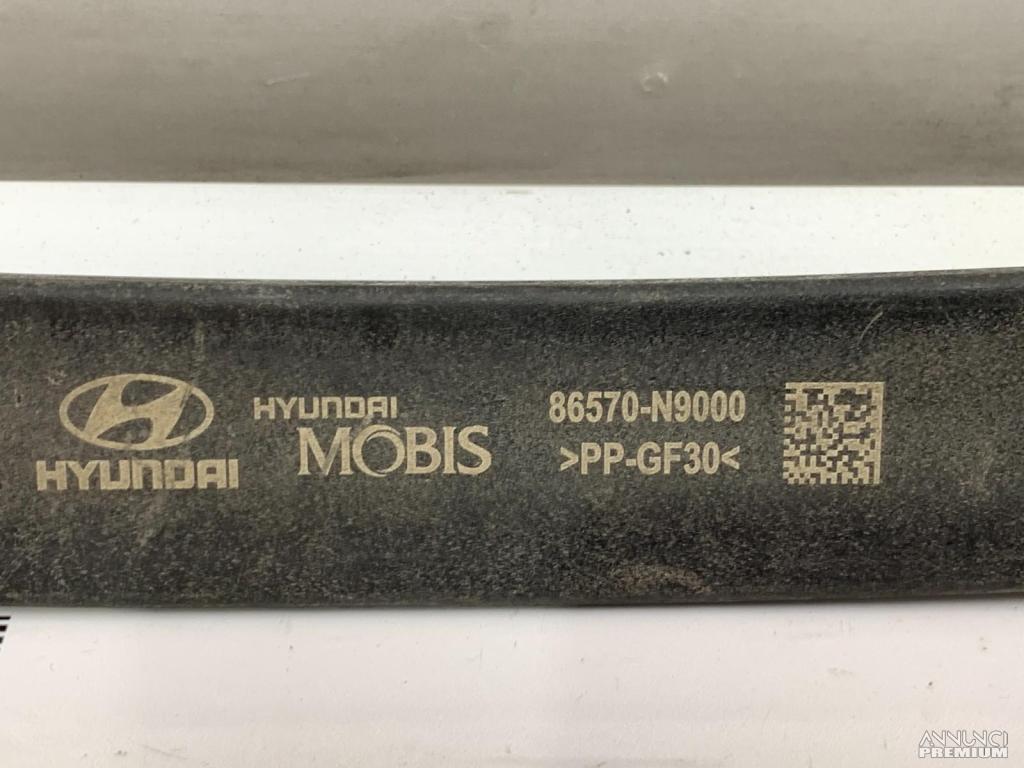 HYUNDAI
HYUNDAI
MOBIS
86570-N9000
>PP-GF30<
ANNUNCI
PREMIUM